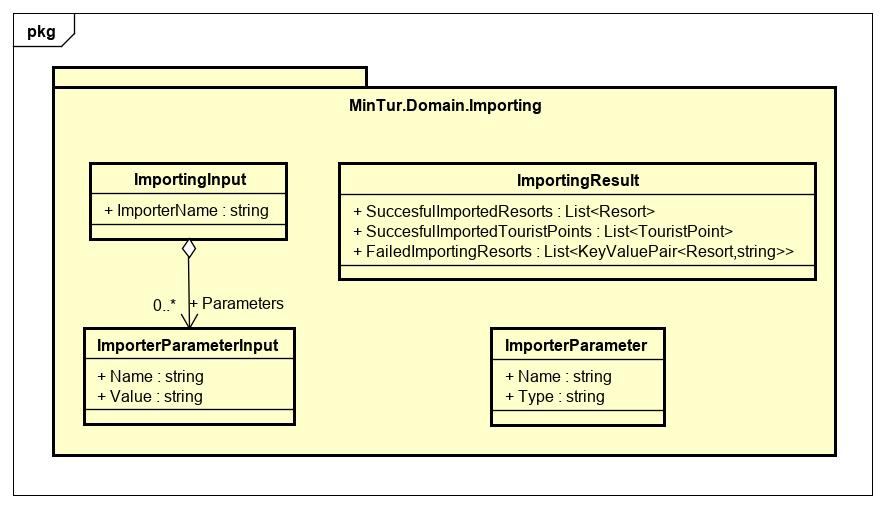 pkg
MinTur.Domain.Importing
ImportingInput
+ ImporterName : string
ImportingResult
+ SuccesfulImportedResorts : List<Resort>
+ SuccesfulImportedTouristPoints : List<TouristPoint>
+ FailedImportingResorts : List<KeyValuePair<Resort,string>>
0..* + Parameters
ImporterParameterInput
+ Name : string
+ Value : string
ImporterParameter
+ Name : string
+ Type : string